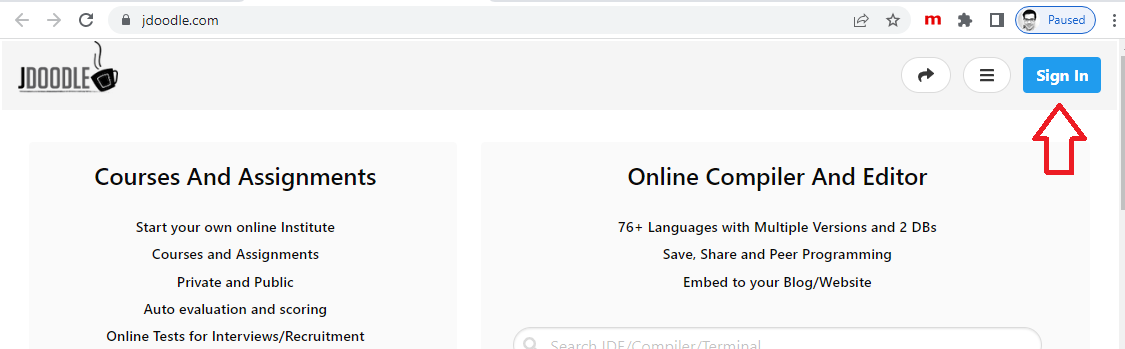 jdoodle.com
m
Paused
JDOODLE
Sign In
Courses And Assignments
Start your own online Institute
Courses and Assignments
Private and Public
Auto evaluation and scoring
Online Tests for Interviews/Recruitment
Online Compiler And Editor
76+ Languages with Multiple Versions and 2 DBs
Save, Share and Peer Programming
Embed to your Blog/Website
Search IDE/Compiler/Terminal